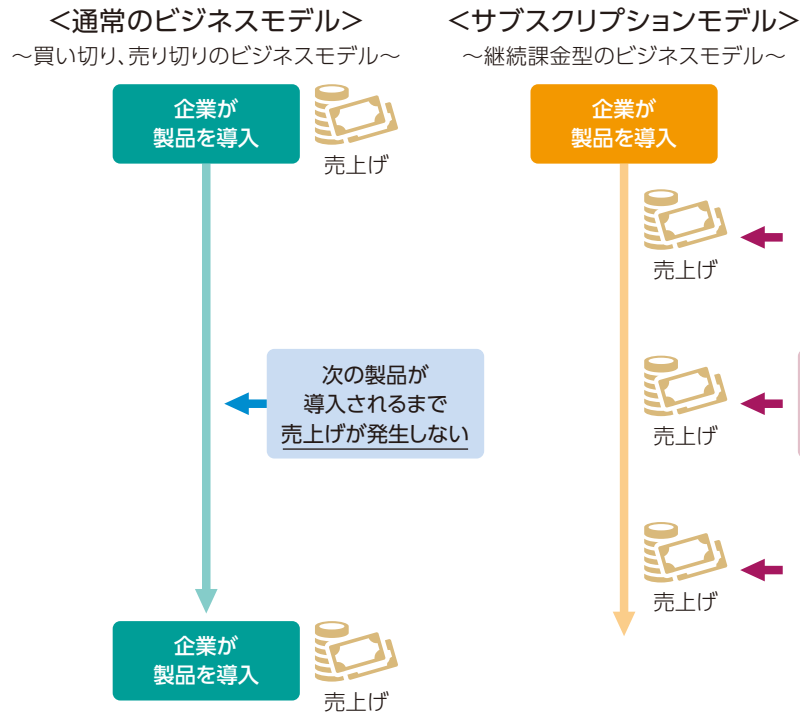 ＜通常のビジネスモデル＞
～買い切り、売り切りのビジネスモデル～
企業が
製品を導入
売上げ
次の製品が
導入されるまで
売上げが発生しない
企業が
製品を導入
売上げ
＜サブスクリプションモデル＞
～継続課金型のビジネスモデル～
企業が
製品を導入
売上げ
売上げ
売上げ